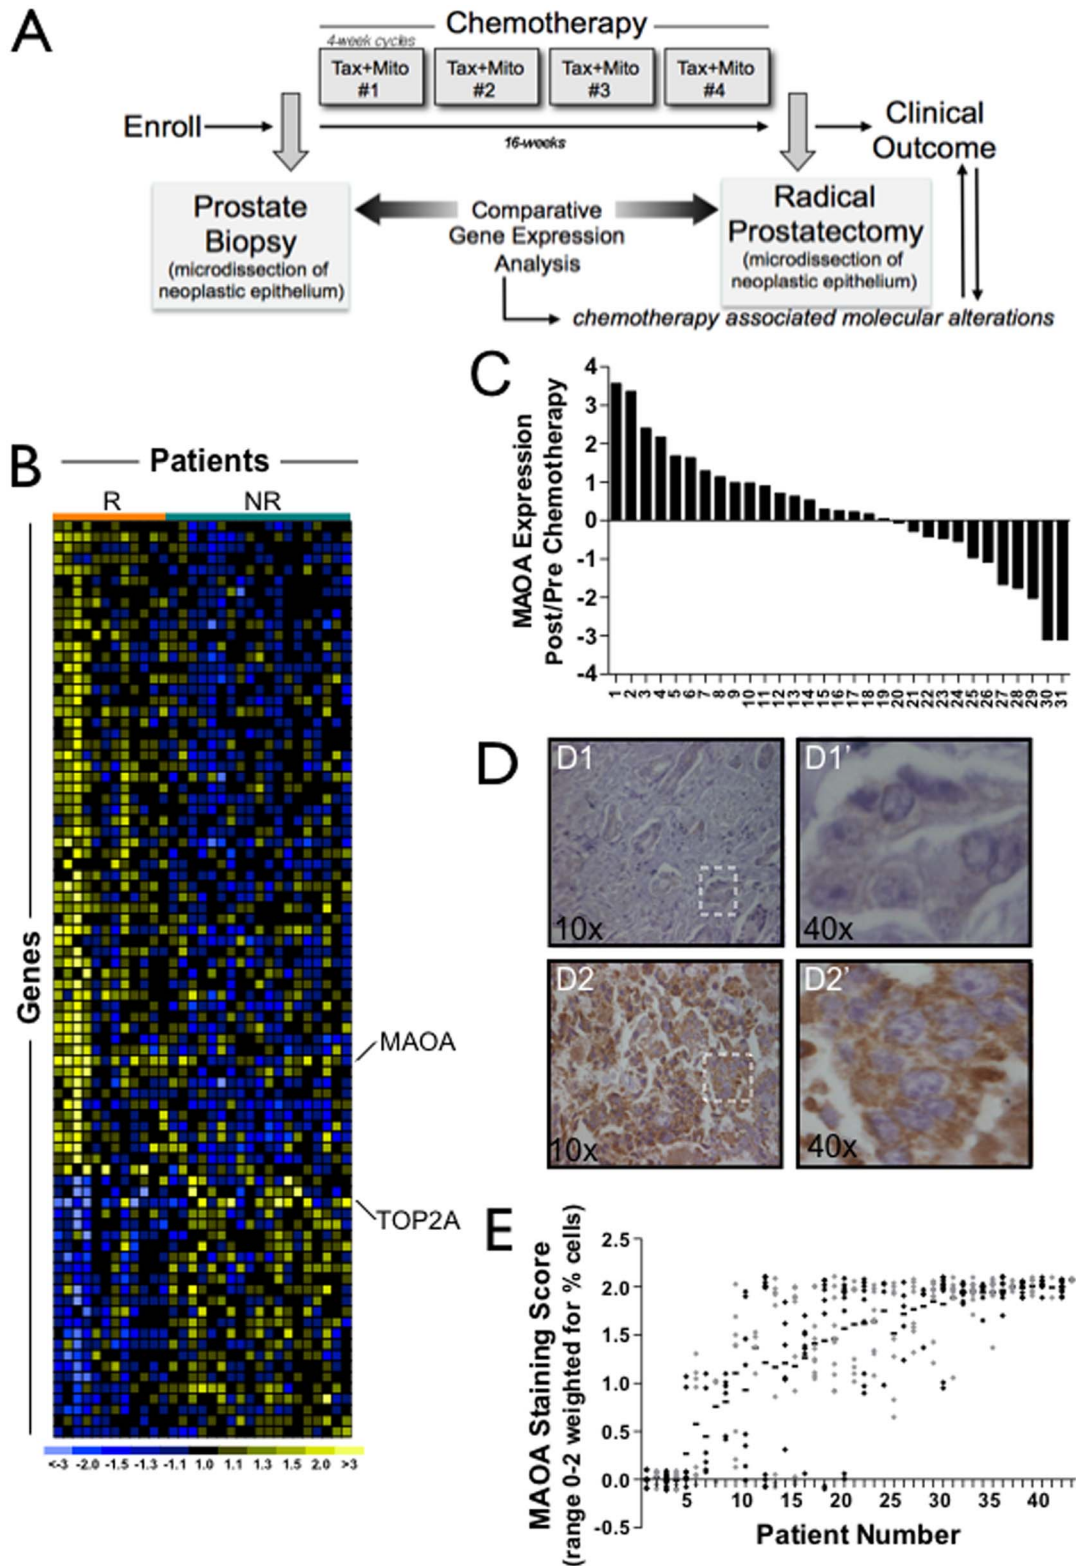 A
Chemotherapy
4-week cycles
Tax+Mito
#1
Tax+Mito
#2
Tax+Mito
#3
Tax+Mito
#4
Enroll
16-weeks
Clinical
Outcome
Prostate
Biopsy
(microdissection of
neoplastic epithelium)
Comparative
Gene Expression
Analysis
Radical
Prostatectomy
(microdissection of
neoplastic epithelium)
chemotherapy associated molecular alterations
B
Patients
R
NR
Genes
MAOA
TOP2A
<-3 -2.0 -1.5 -1.3 -1.1 1.0 1.1 1.3 1.5 2.0 >3
C
MAOA Expression
Post/Pre Chemotherapy
4
3
2
1
0
-1
-2
-3
-4
1 2 3 4 5 6 7 8 9 10 11 12 13 14 15 16 17 18 19 20 21 22 23 24 25 26 27 28 29 30 31
D
D1
10x
D1’
40x
D2
10x
D2’
40x
E
MAOA Staining Score
(range 0-2 weighted for % cells)
2.5
2.0
1.5
1.0
0.5
0.0
-0.5
5 10 15 20 25 30 35 40
Patient Number